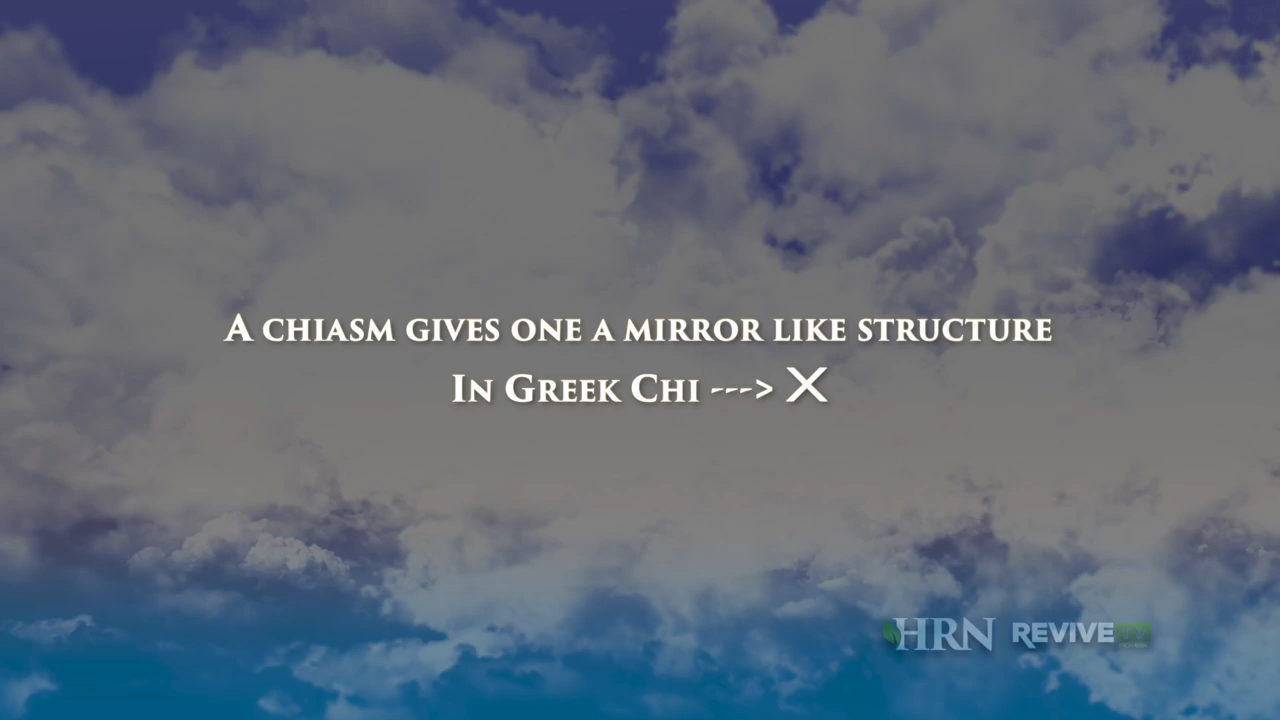 A chiasm gives one a mirror like structure
In Greek Chi ---> X
HRN REVIVE